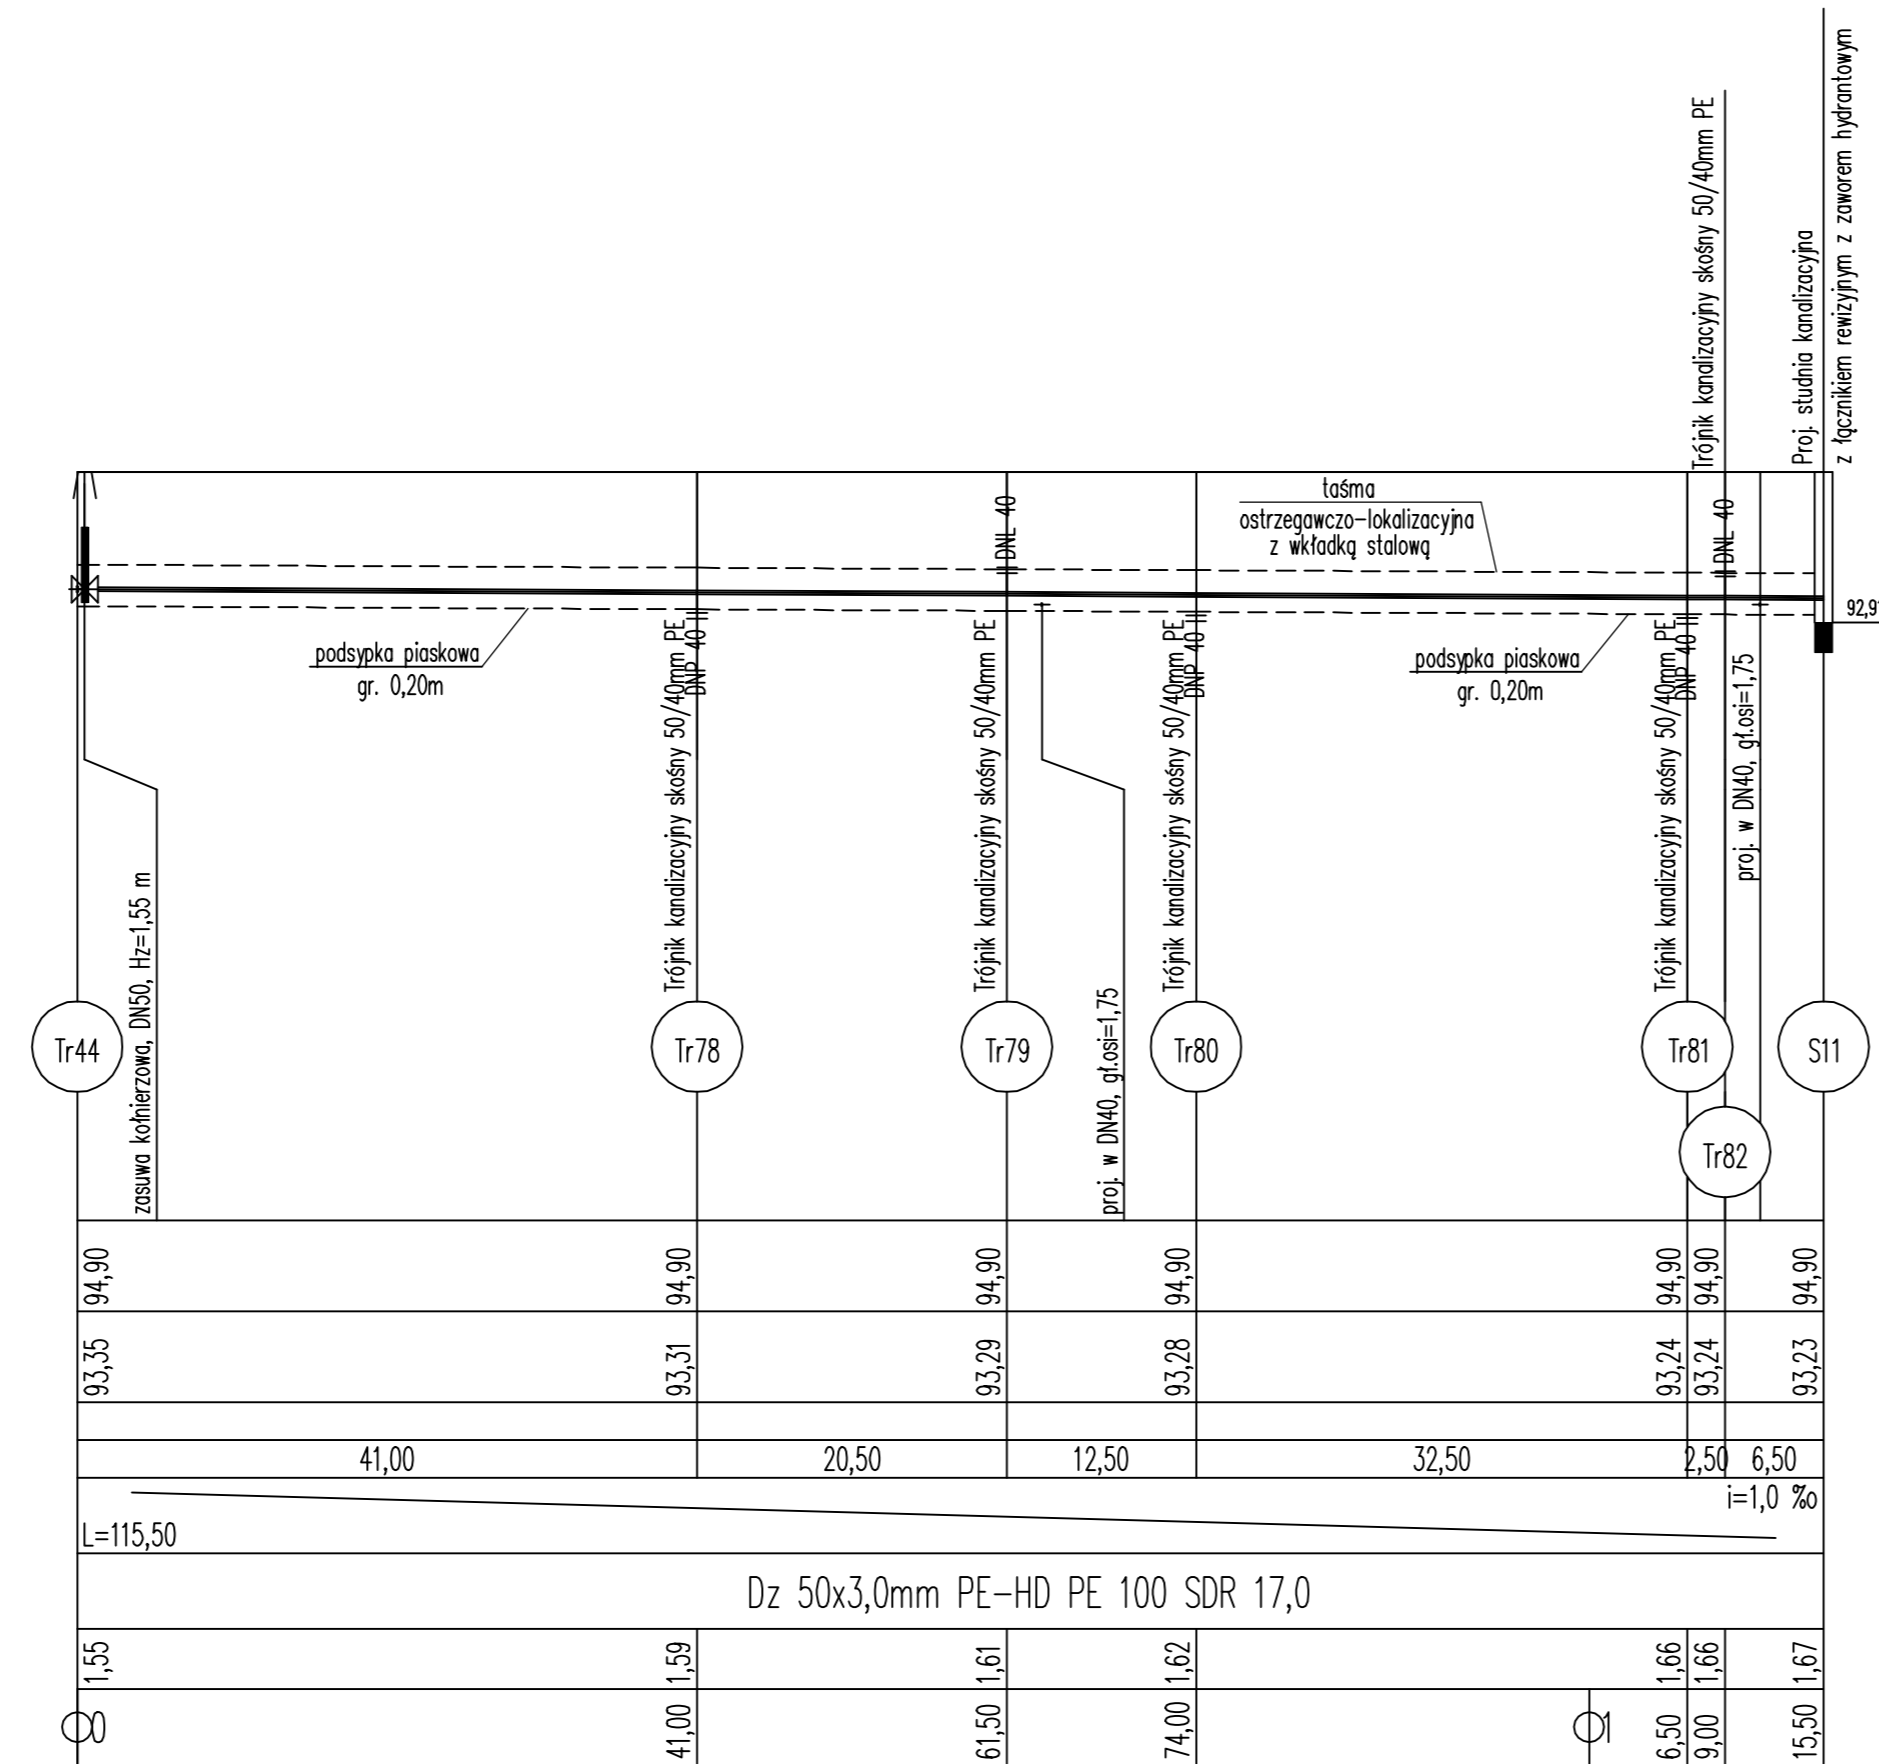 Trójnik kanalizacyjny skośny 50/40mm PE
Proj. studnia kanalizacyjna
z łącznikiem rewizyjnym z zaworem hydrantowym
taśma
ostrzegawczo-lokalizacyjna
z wkładką stalową
DNL 40
DNL 40
podsypka piaskowa
gr. 0,20m
podsypka piaskowa
gr. 0,20m
zasuwa kołnierzowa, DN50, Hz=1,55 m
Trójnik kanalizacyjny skośny 50/40mm PE
DNP 40
Trójnik kanalizacyjny skośny 50/40mm PE
proj. w DN40, gł.osi=1,75
Trójnik kanalizacyjny skośny 50/40mm PE
DNP 40
Trójnik kanalizacyjny skośny 50/40mm PE
DNP 40
proj. w DN40, gł.osi=1,75
Tr44
Tr78
Tr79
Tr80
Tr81
S11
Tr82
94,90 94,90 94,90 94,90 94,90 94,90 94,90
93,35 93,31 93,29 93,28 93,24 93,24 93,23
41,00 20,50 12,50 32,50 2,50 6,50
i=1,0 ‰
L=115,50
Dz 50x3,0mm PE-HD PE 100 SDR 17,0
1,55 1,59 1,61 1,62 1,66 1,66 1,67
0 41,00 61,50 74,00 1 6,50 9,00 15,50